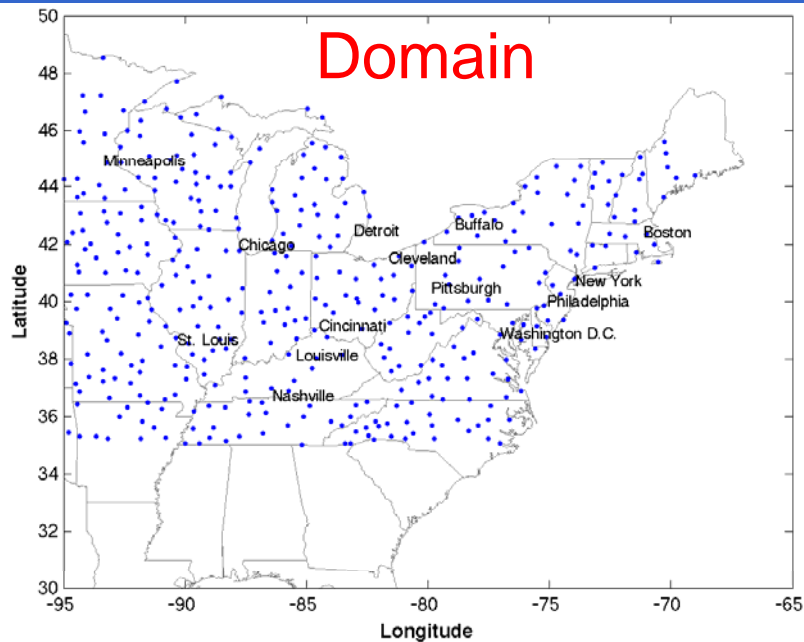 Domain
50
48
46
44
42
40
38
36
34
32
30
Latitude
Minneapolis
Detroit
Buffalo
Boston
Chicago
Cleveland
Pittsburgh
New York
Philadelphia
St. Louis
Cincinnati
Washington D.C.
Louisville
Nashville
-95
-90
-85
-80
-75
-70
-65
Longitude